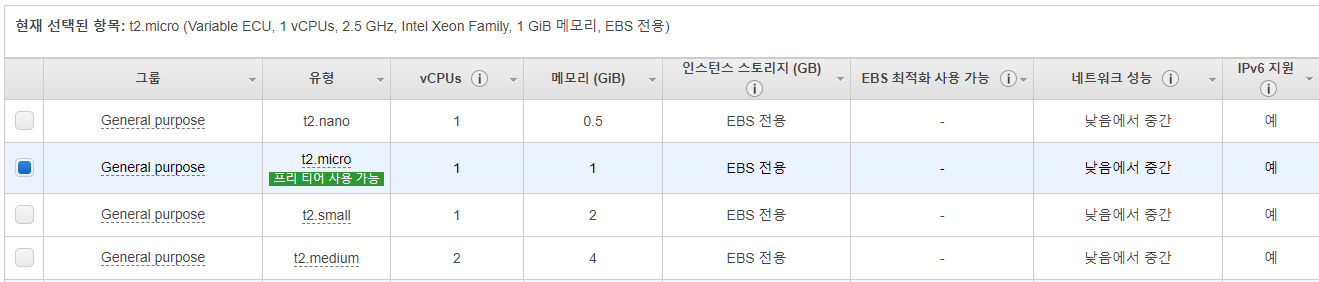 현재 선택된 항목: t2.micro (Variable ECU, 1 vCPUs, 2.5 GHz, Intel Xeon Family, 1 GiB 메모리, EBS 전용)
그룹 유형 vCPUs i 메모리 (GiB) 인스턴스 스토리지 (GB) i EBS 최적화 사용 가능 i 네트워크 성능 i IPv6 지원 i
General purpose t2.nano 1 0.5 EBS 전용 - 낮음에서 중간 예
General purpose t2.micro 1 1 EBS 전용 - 낮음에서 중간 예
프리 티어 사용 가능
General purpose t2.small 1 2 EBS 전용 - 낮음에서 중간 예
General purpose t2.medium 2 4 EBS 전용 - 낮음에서 중간 예